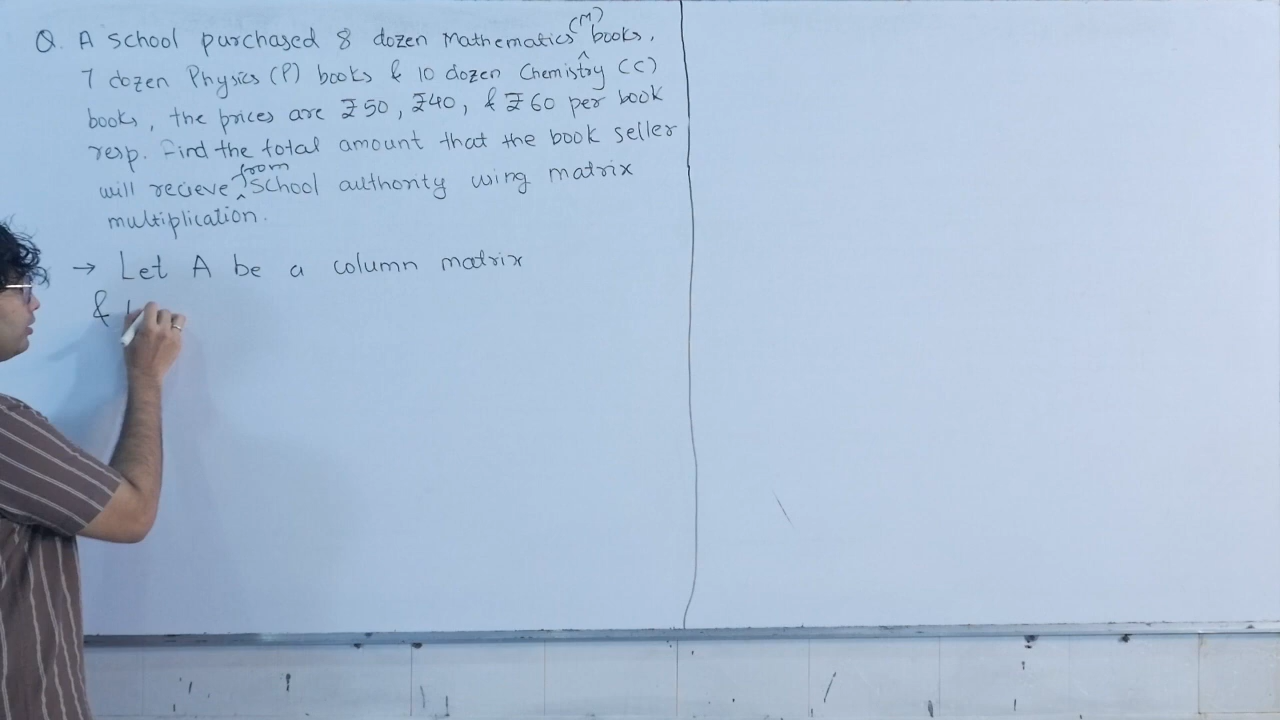 Q. A School purchased 8 dozen Mathematics (M) books,
7 dozen Physics (P) books & 10 dozen Chemistry (C)
books, the prices are ₹50, ₹40, & ₹60 per book
resp. Find the total amount that the book seller
will recieve from School authority using matrix
multiplication.
→ Let A be a column matrix
&